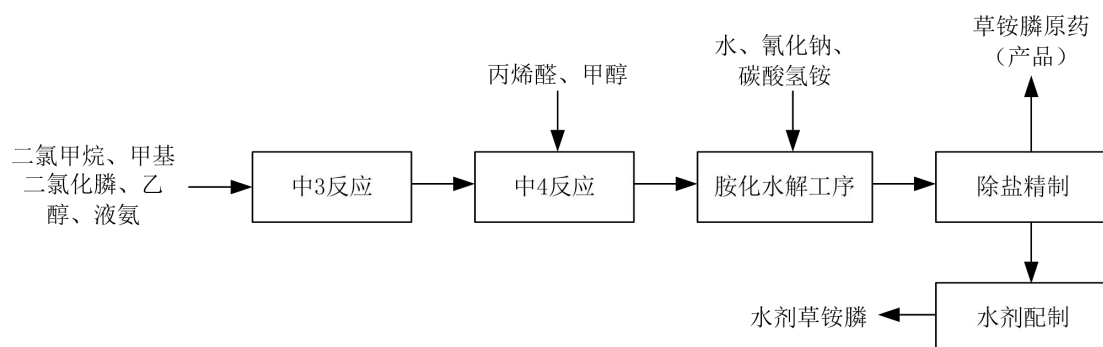 草铵膦原药
（产品）
水、氰化钠、
碳酸氢铵
丙烯醛、甲醇
二氯甲烷、甲基
二氯化膦、乙
醇、液氨
中3反应
中4反应
胺化水解工序
除盐精制
水剂草铵膦
水剂配制